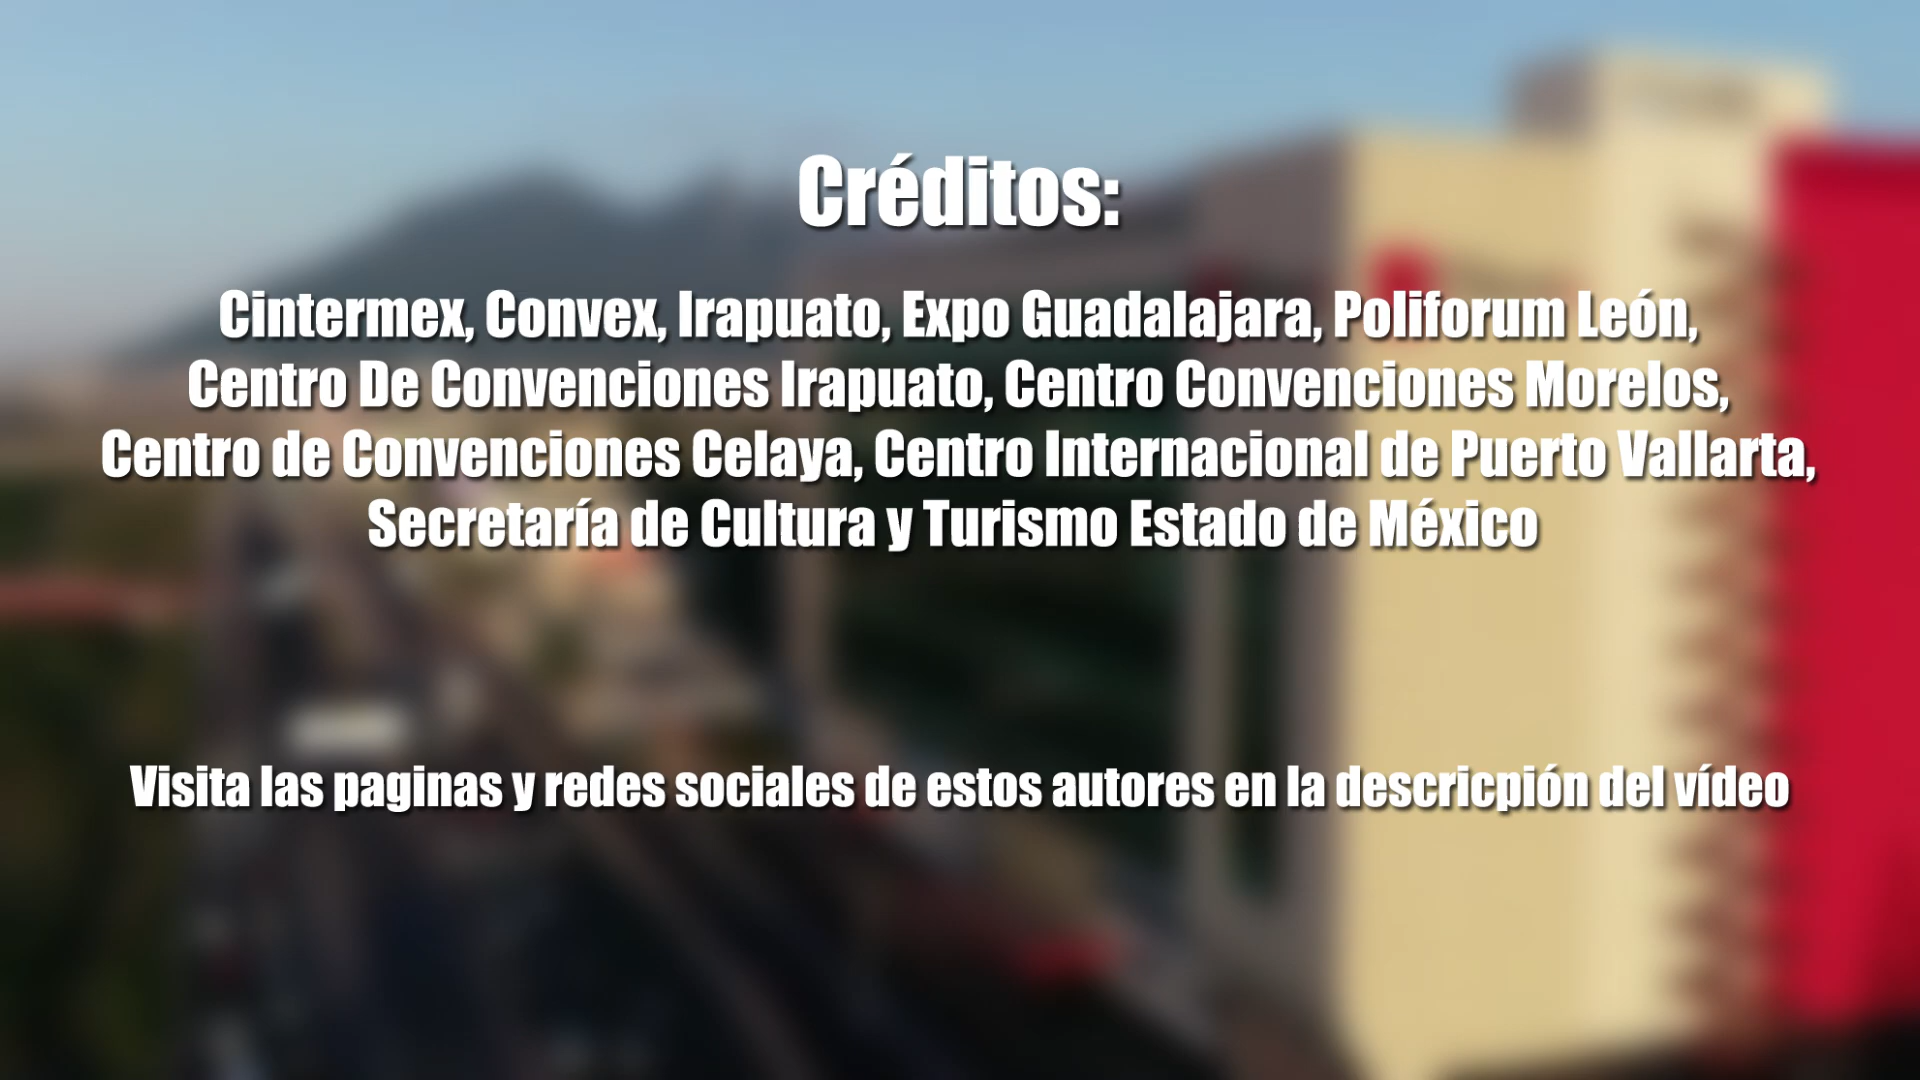 Créditos:
Cintermex, Convex, Irapuato, Expo Guadalajara, Poliforum León,
Centro De Convenciones Irapuato, Centro Convenciones Morelos,
Centro de Convenciones Celaya, Centro Internacional de Puerto Vallarta,
Secretaría de Cultura y Turismo Estado de México
Visita las paginas y redes sociales de estos autores en la descricpión del vídeo